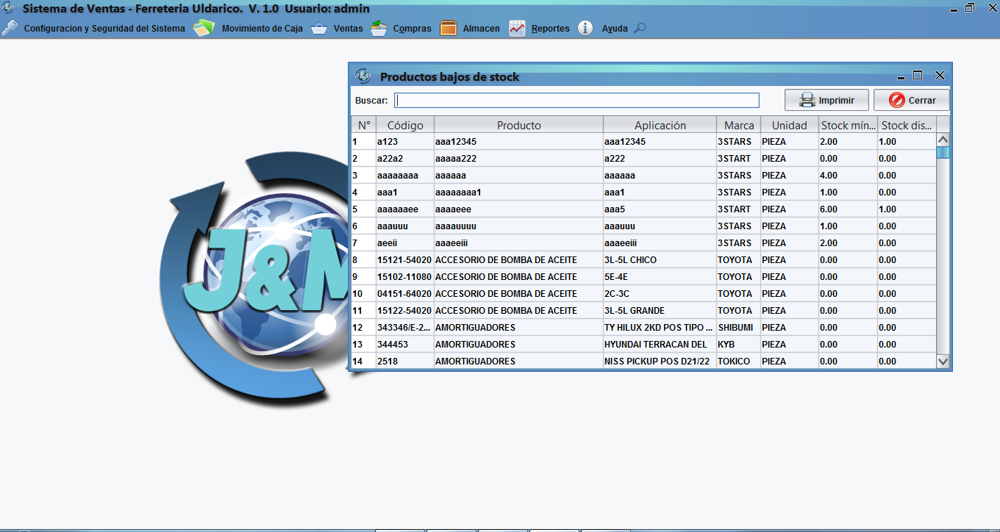 Sistema de Ventas - Ferreteria Uldarico. V. 1.0 Usuario: admin
Configuracion y Seguridad del Sistema Movimiento de Caja Ventas Compras Almacen Reportes Ayuda
J&M Productos bajos de stock
Buscar: Imprimir Cerrar
N° Código Producto Aplicación Marca Unidad Stock mín... Stock dis...
1 a123 aaa12345 aaa12345 3STARS PIEZA 2.00 1.00
2 a22a2 aaaaa222 a222 3START PIEZA 0.00 0.00
3 aaaaaaaa aaaaaa aaaaaa 3STARS PIEZA 4.00 0.00
4 aaa1 aaaaaaaa1 aaa1 3STARS PIEZA 1.00 0.00
5 aaaaaaee aaaaeee aaa5 3START PIEZA 6.00 1.00
6 aaauuu aaaauuuu aaauuu 3STARS PIEZA 1.00 0.00
7 aeeii aaaeeiii aaaeeiii 3STARS PIEZA 2.00 0.00
8 15121-54020 ACCESORIO DE BOMBA DE ACEITE 3L-5L CHICO TOYOTA PIEZA 0.00 0.00
9 15102-11080 ACCESORIO DE BOMBA DE ACEITE 5E-4E TOYOTA PIEZA 0.00 0.00
10 04151-64020 ACCESORIO DE BOMBA DE ACEITE 2C-3C TOYOTA PIEZA 0.00 0.00
11 15122-54020 ACCESORIO DE BOMBA DE ACEITE 3L-5L GRANDE TOYOTA PIEZA 0.00 0.00
12 343346/E-2... AMORTIGUADORES TY HILUX 2KD POS TIPO ... SHIBUMI PIEZA 0.00 0.00
13 344453 AMORTIGUADORES HYUNDAI TERRACAN DEL KYB PIEZA 0.00 0.00
14 2518 AMORTIGUADORES NISS PICKUP POS D21/22 TOKICO PIEZA 0.00 0.00
J&M